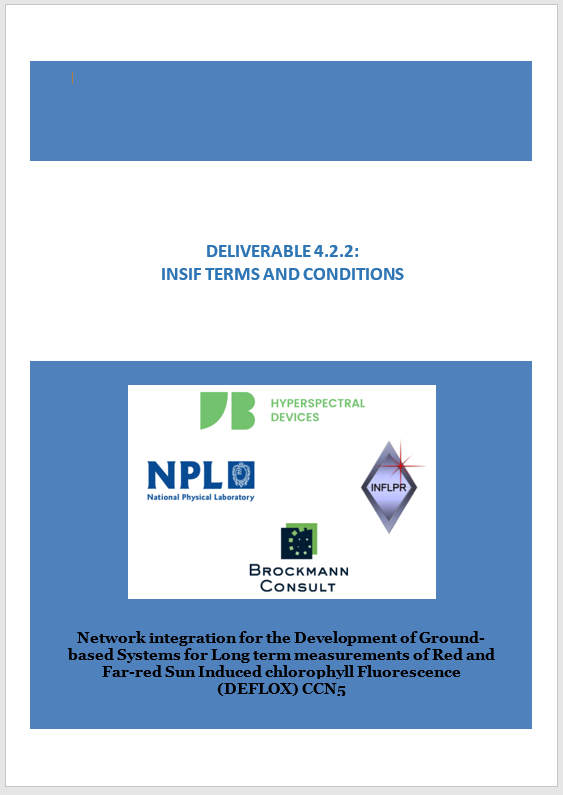 DELIVERABLE 4.2.2:
INSIF TERMS AND CONDITIONS
HYPERSPECTRAL
DEVICES
NPL
National Physical Laboratory
INFLPR
BROCKMANN
CONSULT
Network integration for the Development of Ground-
based Systems for Long term measurements of Red and
Far-red Sun Induced chlorophyll Fluorescence
(DEFLOX) CCN5